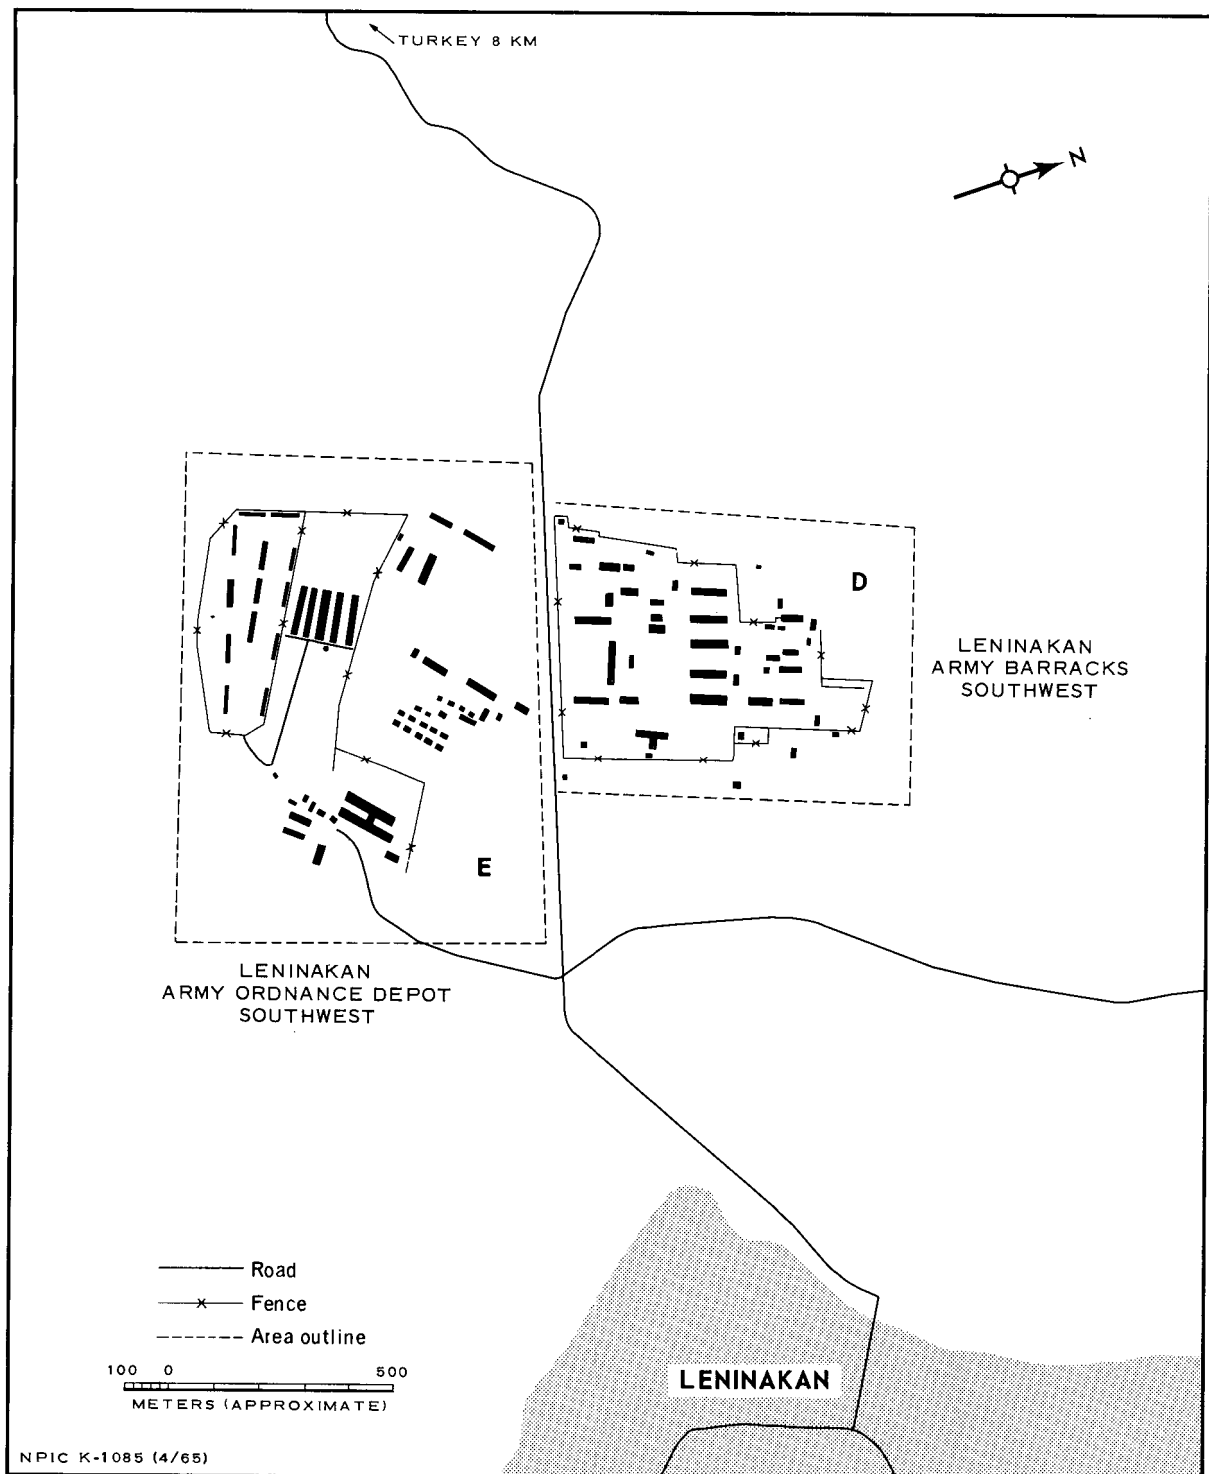 TURKEY 8 KM
N
D
LENINAKAN
ARMY BARRACKS
SOUTHWEST
E
LENINAKAN
ARMY ORDNANCE DEPOT
SOUTHWEST
Road
Fence
Area outline
100 0 500
METERS (APPROXIMATE)
LENINAKAN
NPIC K-1085 (4/65)